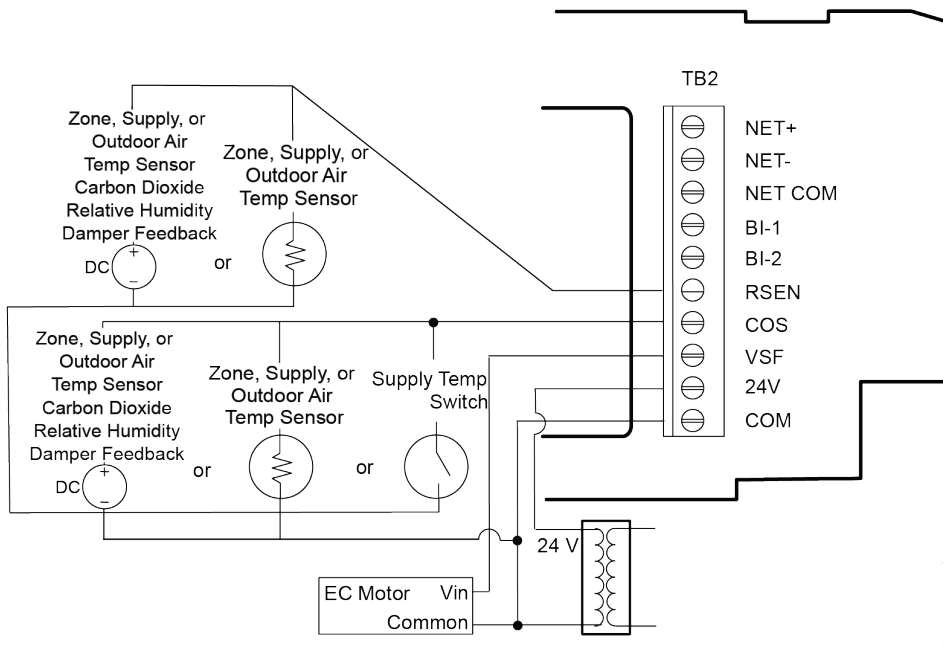 TB2
NET+
NET-
NET COM
BI-1
BI-2
RSEN
COS
VSF
24V
COM
Zone, Supply, or
Outdoor Air
Temp Sensor
Carbon Dioxide
Relative Humidity
Damper Feedback
+
DC
–
or
Zone, Supply, or
Outdoor Air
Temp Sensor
Zone, Supply, or
Outdoor Air
Temp Sensor
Carbon Dioxide
Relative Humidity
Damper Feedback
+
DC
–
or
Zone, Supply, or
Outdoor Air
Temp Sensor
or
Supply Temp
Switch
24 V
EC Motor Vin
Common